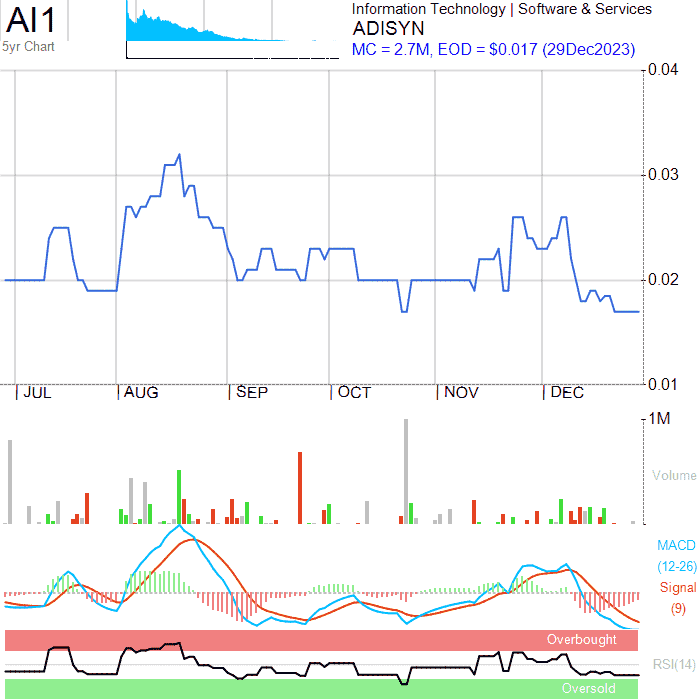 AI1
5yr Chart
Information Technology | Software & Services
ADISYN
MC = 2.7M, EOD = $0.017 (29Dec2023)
0.04
0.03
0.02
0.01
| JUL | AUG | SEP | OCT | NOV | DEC
1M
Volume
MACD
(12-26)
Signal
(9)
Overbought
RSI(14)
Oversold